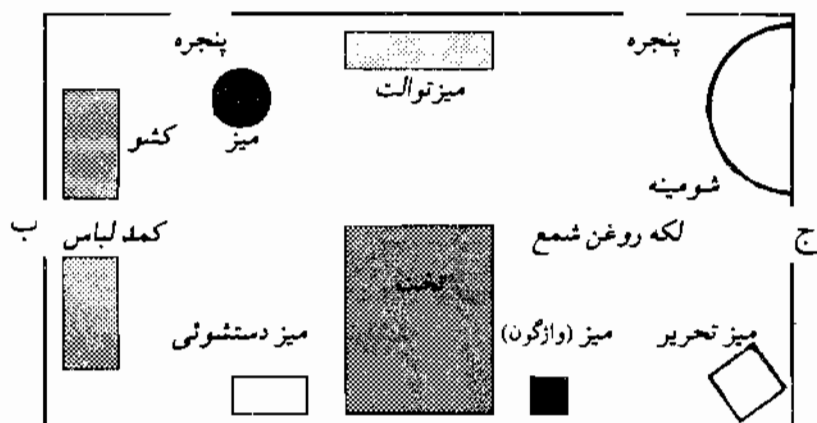 پنجره
پنجره
میز توالت
کشو
میز
شومینه
ب
کمد لباس
لکه روغن شمع
ج
تخت
میز دستشوئی
میز (واژگون)
میز تحریر